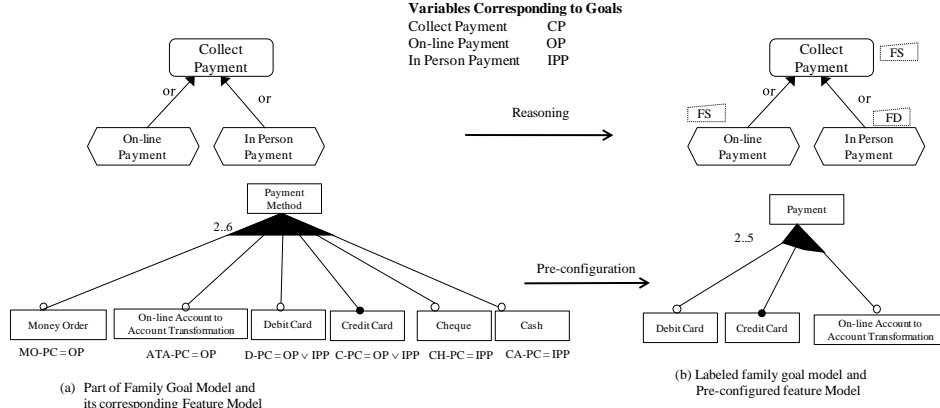 Variables Corresponding to Goals
Collect Payment CP
On-line Payment OP
In Person Payment IPP
Collect
Payment
or
or
On-line
Payment
In Person
Payment
Reasoning
Collect
Payment
FS
or
or
FS
FD
On-line
Payment
In Person
Payment
Payment
Method
2..6
Money Order
On-line Account to
Account Transformation
Debit Card
Credit Card
Cheque
Cash
MO-PC = OP
ATA-PC = OP
D-PC = OP ∨ IPP
C-PC = OP ∨ IPP
CH-PC = IPP
CA-PC = IPP
Pre-configuration
Payment
2..5
Debit Card
Credit Card
On-line Account to
Account Transformation
(a) Part of Family Goal Model and
its corresponding Feature Model
(b) Labeled family goal model and
Pre-configured feature Model